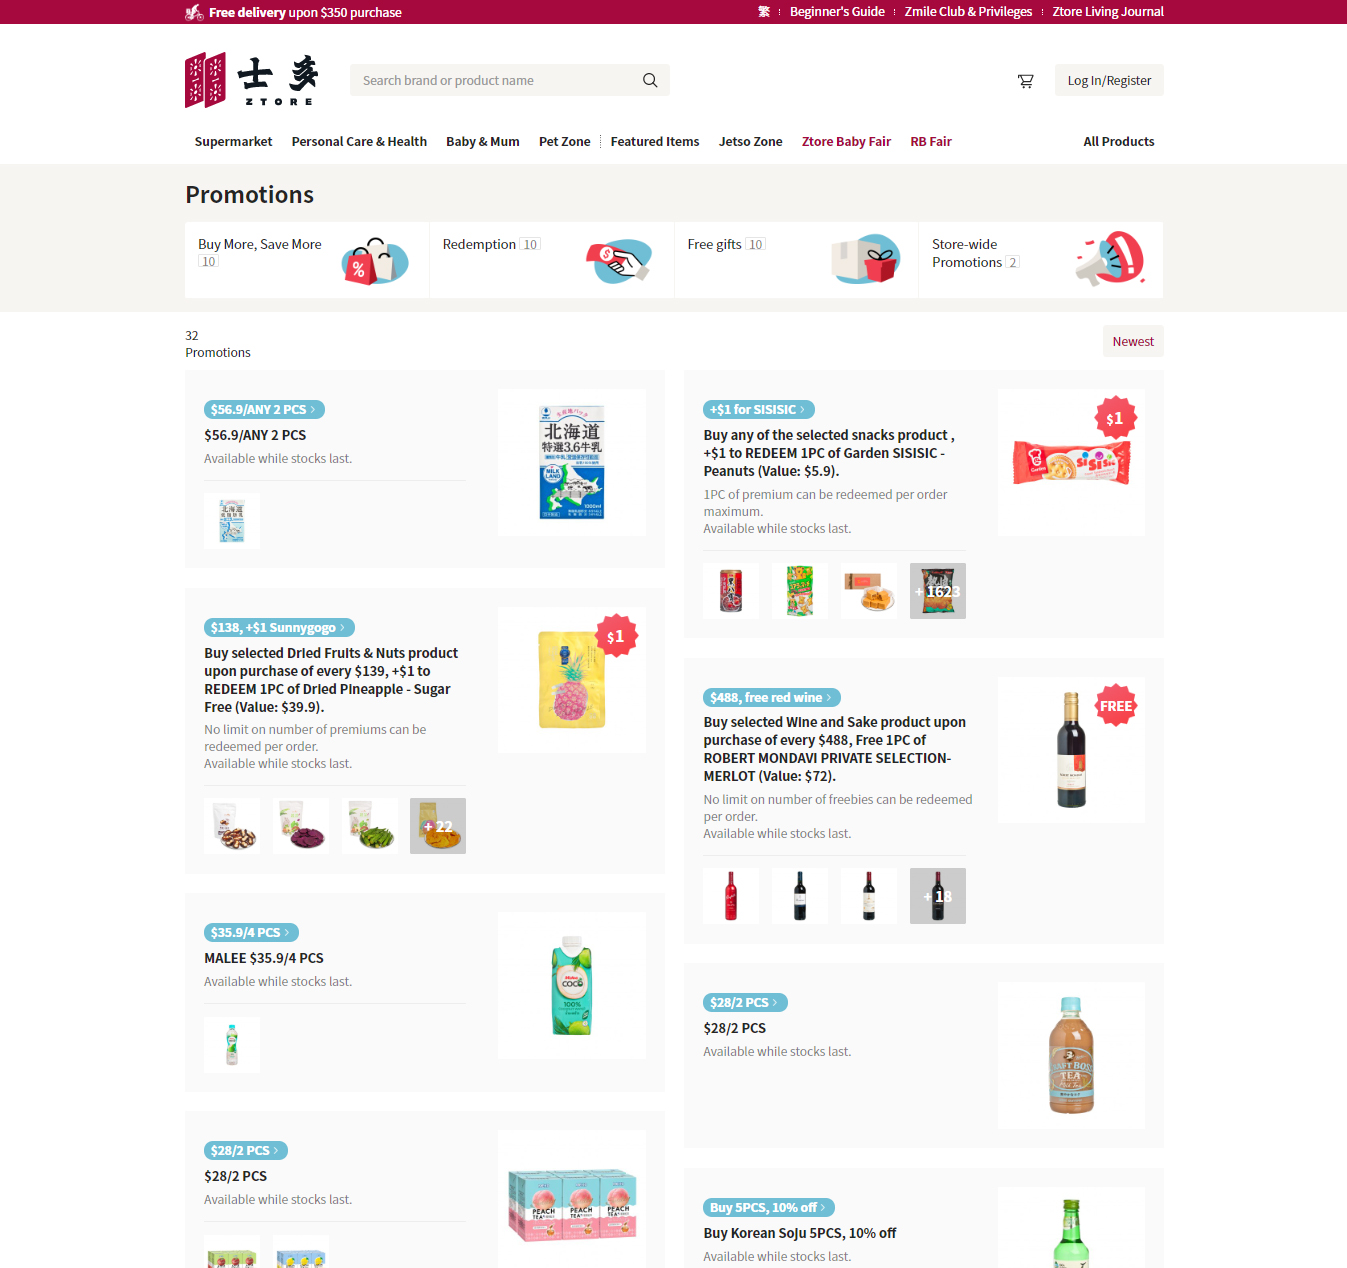 Free delivery upon $350 purchase
繁
Beginner's Guide
Zmile Club & Privileges
Ztore Living Journal
士多
ZTORE
Search brand or product name
Log In/Register
Supermarket
Personal Care & Health
Baby & Mum
Pet Zone
Featured Items
Jetso Zone
Ztore Baby Fair
RB Fair
All Products
Promotions
Buy More, Save More
10
Redemption 10
Free gifts 10
Store-wide
Promotions 2
32
Promotions
Newest
$56.9/ANY 2 PCS
$56.9/ANY 2 PCS
Available while stocks last.
北海道
特選3.6牛乳
MILK
LAND
1000ml
北海道
+$1 for SISISIC
Buy any of the selected snacks product ,
+$1 to REDEEM 1PC of Garden SISISIC -
Peanuts (Value: $5.9).
1PC of premium can be redeemed per order
maximum.
Available while stocks last.
$1
Garden
+ 1623
$138, +$1 Sunnygogo
Buy selected Dried Fruits & Nuts product
upon purchase of every $139, +$1 to
REDEEM 1PC of Dried Pineapple - Sugar
Free (Value: $39.9).
No limit on number of premiums can be
redeemed per order.
Available while stocks last.
$1
+ 22
$488, free red wine
Buy selected Wine and Sake product upon
purchase of every $488, Free 1PC of
ROBERT MONDAVI PRIVATE SELECTION-
MERLOT (Value: $72).
No limit on number of freebies can be redeemed
per order.
Available while stocks last.
FREE
+ 18
$35.9/4 PCS
MALEE $35.9/4 PCS
Available while stocks last.
Malee
COCO
100%
$28/2 PCS
$28/2 PCS
Available while stocks last.
CRAFT BOSS
TEA
Milk Tea
$28/2 PCS
$28/2 PCS
Available while stocks last.
PEACH
TEA
PEACH
TEA
PEACH
TEA
Buy 5PCS, 10% off
Buy Korean Soju 5PCS, 10% off
Available while stocks last.